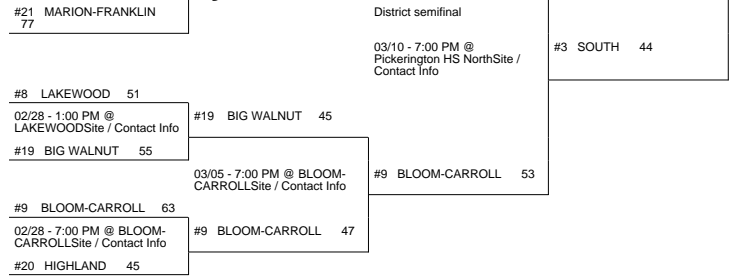 #21 MARION-FRANKLIN
77
District semifinal
03/10 - 7:00 PM @
Pickerington HS NorthSite /
Contact Info
#3 SOUTH 44
#8 LAKEWOOD 51
02/28 - 1:00 PM @
LAKEWOODSite / Contact Info
#19 BIG WALNUT 45
#19 BIG WALNUT 55
03/05 - 7:00 PM @ BLOOM-
CARROLLSite / Contact Info
#9 BLOOM-CARROLL 53
#9 BLOOM-CARROLL 63
02/28 - 7:00 PM @ BLOOM-
CARROLLSite / Contact Info
#9 BLOOM-CARROLL 47
#20 HIGHLAND 45